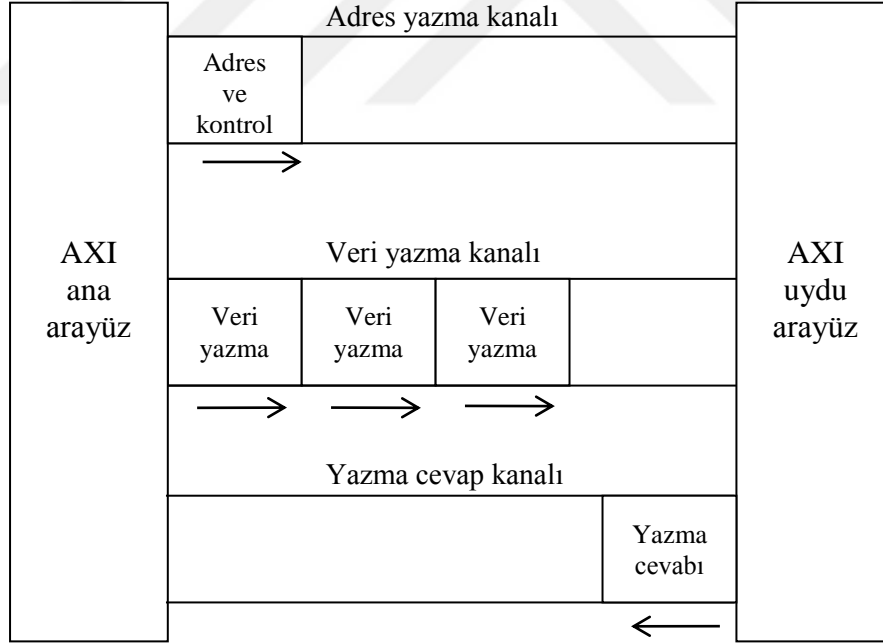 Adres yazma kanalı
Adres
ve
kontrol
AXI
ana
arayüz
Veri yazma kanalı
Veri
yazma
Veri
yazma
Veri
yazma
AXI
uydu
arayüz
Yazma cevap kanalı
Yazma
cevabı